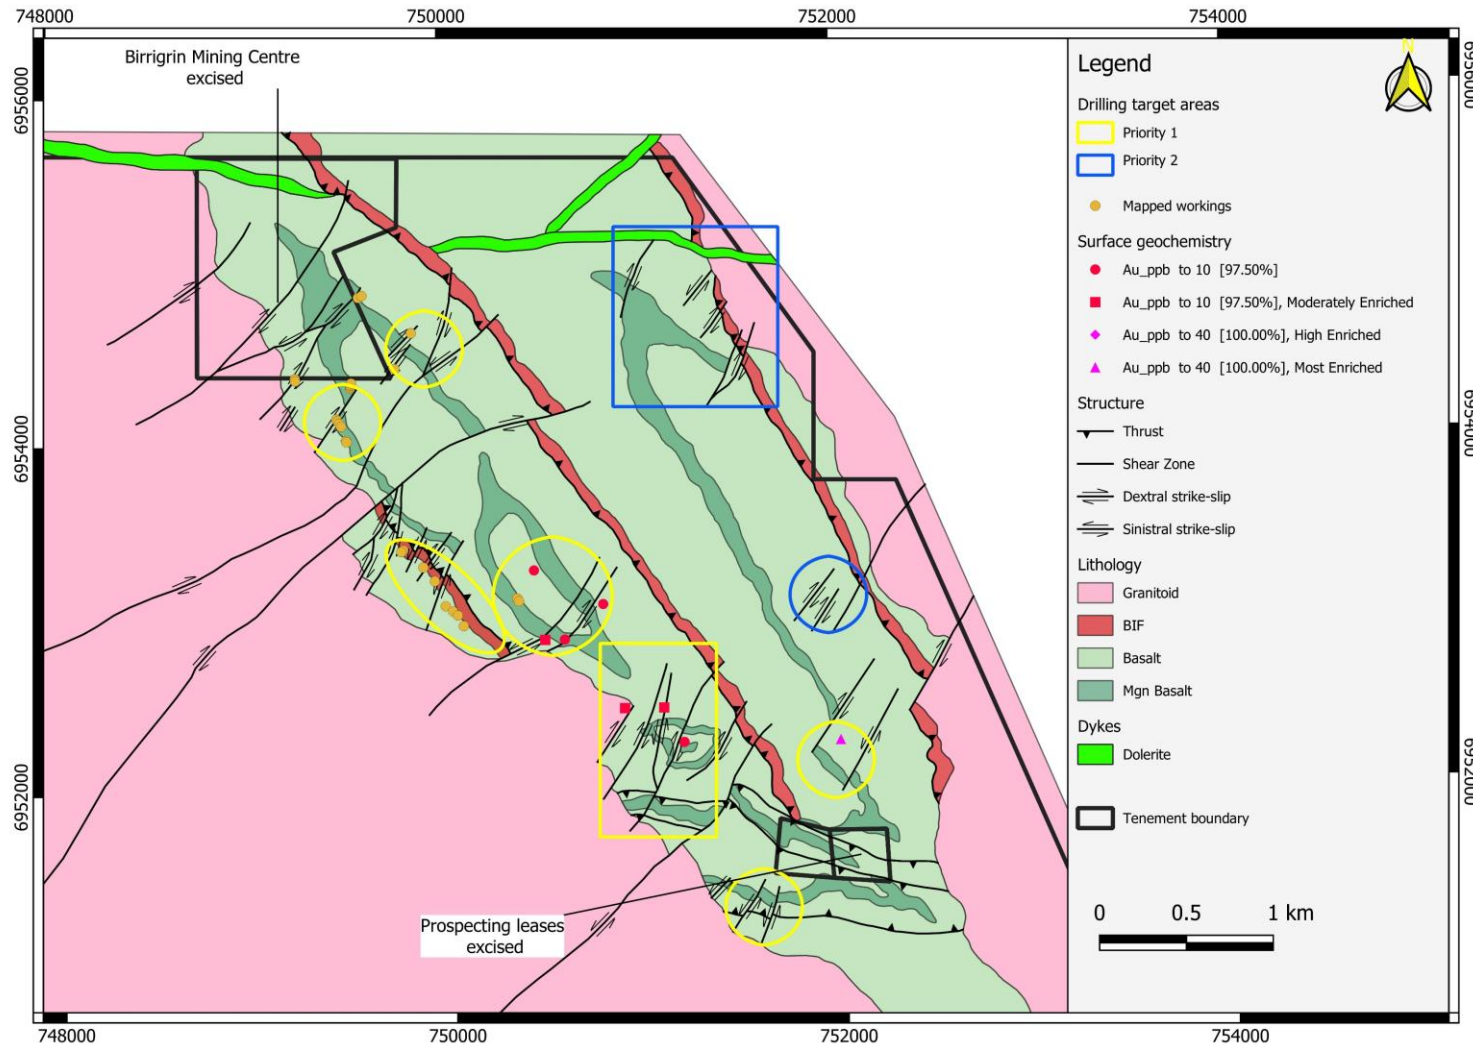 748000
750000
752000
754000
6956000
6956000
Birrigrin Mining Centre
excised
Legend
N
Drilling target areas
Priority 1
Priority 2
Mapped workings
Surface geochemistry
Au_ppb to 10 [97.50%]
Au_ppb to 10 [97.50%], Moderately Enriched
Au_ppb to 40 [100.00%], High Enriched
Au_ppb to 40 [100.00%], Most Enriched
Structure
Thrust
Shear Zone
Dextral strike-slip
Sinistral strike-slip
Lithology
Granitoid
BIF
Basalt
Mgn Basalt
Dykes
Dolerite
Tenement boundary
6954000
6954000
6952000
6952000
Prospecting leases
excised
0 0.5 1 km
748000
750000
752000
754000